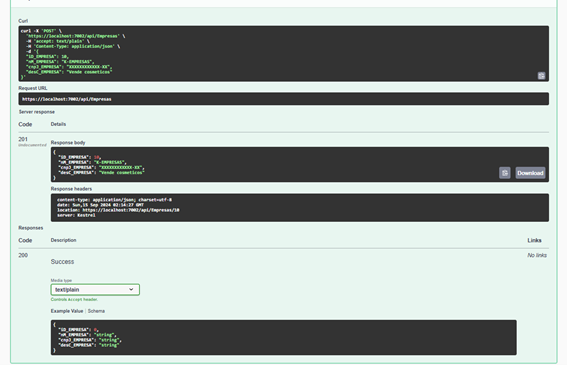 Curl
curl -X 'POST' \
'https://localhost:7002/api/Empresas' \
-H 'accept: text/plain' \
-H 'Content-Type: application/json' \
-d '{
"ID_EMPRESA": 10,
"nM_EMPRESA": "K-EMPRESAS",
"cnpJ_EMPRESA": "XXXXXXXXXXXX-XX",
"desC_EMPRESA": "Vende cosmeticos"
}'
Request URL
https://localhost:7002/api/Empresas
Server response
Code Details
201
Undocumented
Response body
{
"ID_EMPRESA": 10,
"nM_EMPRESA": "K-EMPRESAS",
"cnpJ_EMPRESA": "XXXXXXXXXXXX-XX",
"desC_EMPRESA": "Vende cosmeticos"
}
Download
Response headers
content-type: application/json; charset=utf-8
date: Sun,15 Sep 2024 02:14:27 GMT
location: https://localhost:7002/api/Empresas/10
server: Kestrel
Responses
Code Description Links
200 Success No links
Media type
text/plain
Controls Accept header.
Example Value Schema
{
"ID_EMPRESA": 0,
"nM_EMPRESA": "string",
"cnpJ_EMPRESA": "string",
"desC_EMPRESA": "string"
}